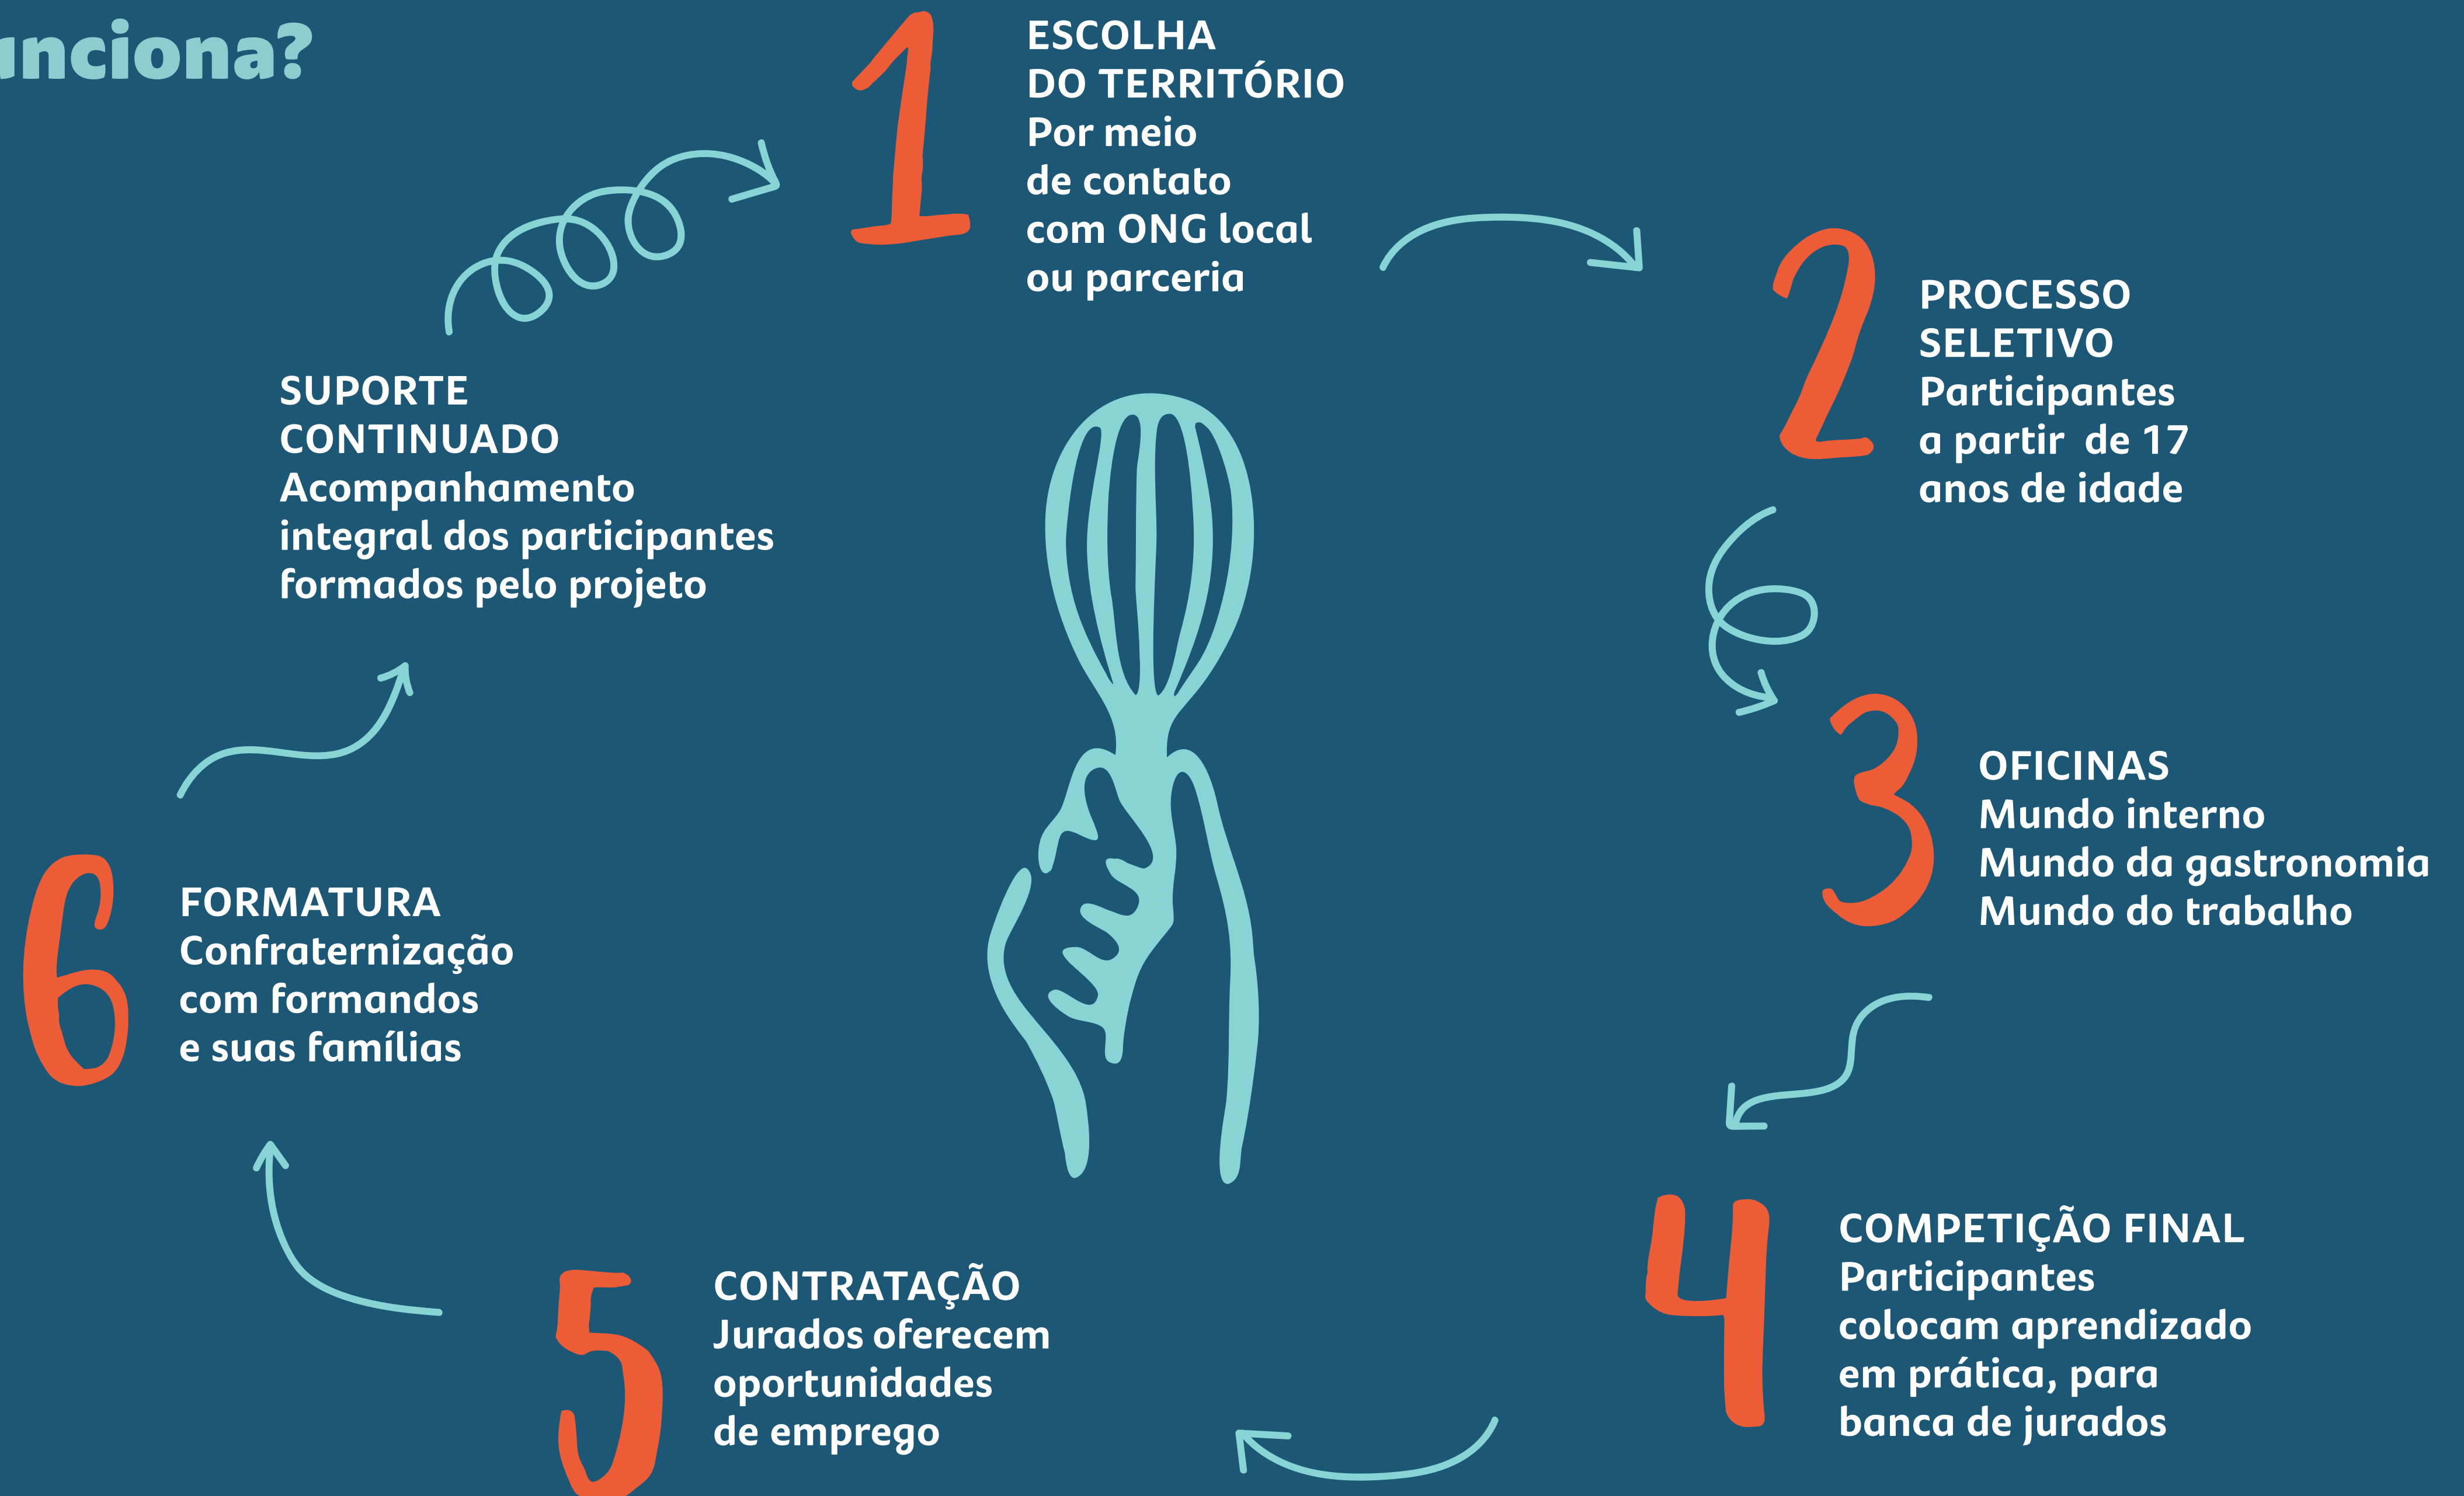 unciona?
1
ESCOLHA
DO TERRITÓRIO
Por meio
de contato
com ONG local
ou parceria
2
PROCESSO
SELETIVO
Participantes
a partir de 17
anos de idade
3
OFICINAS
Mundo interno
Mundo da gastronomia
Mundo do trabalho
4
COMPETIÇÃO FINAL
Participantes
colocam aprendizado
em prática, para
banca de jurados
5
CONTRATAÇÃO
Jurados oferecem
oportunidades
de emprego
6
FORMATURA
Confraternização
com formandos
e suas famílias
SUPORTE
CONTINUADO
Acompanhamento
integral dos participantes
formados pelo projeto